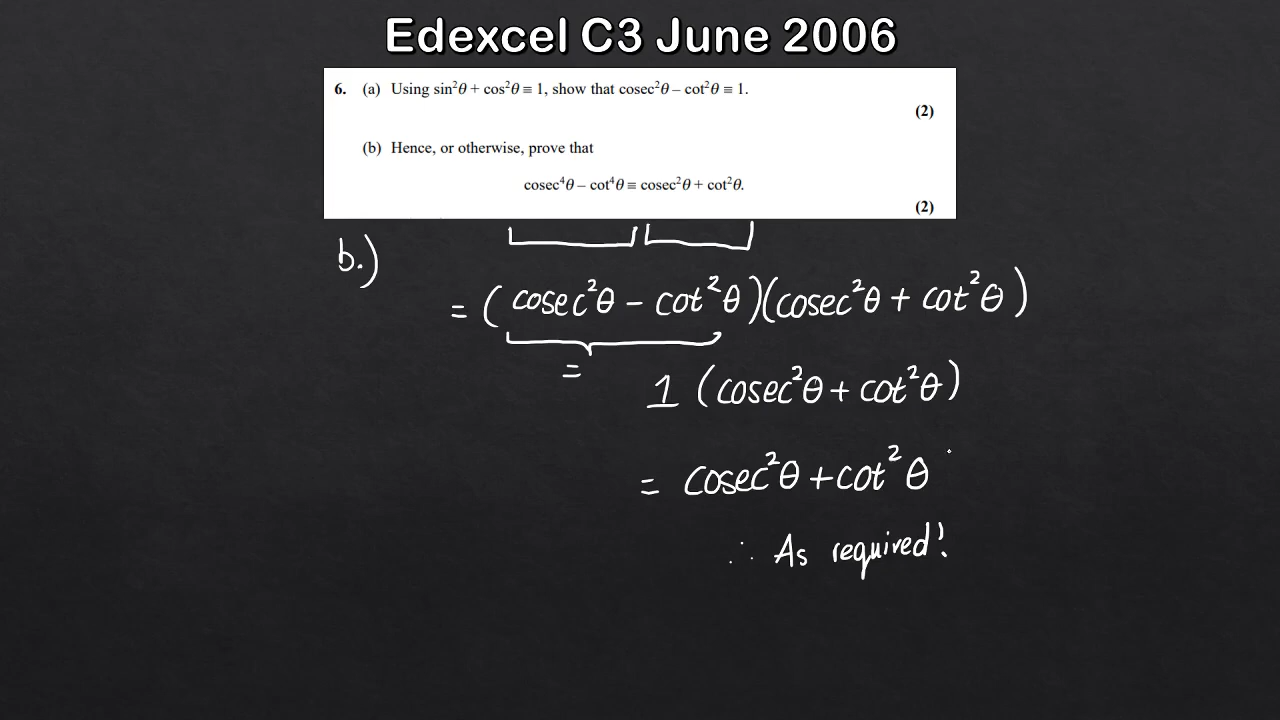 Edexcel C3 June 2006
6. (a) Using sin²θ + cos²θ ≡ 1, show that cosec²θ – cot²θ ≡ 1.
(2)
(b) Hence, or otherwise, prove that
cosec⁴θ – cot⁴θ ≡ cosec²θ + cot²θ.
(2)
b.)
= (cosec²θ – cot²θ)(cosec²θ + cot²θ)
= 1 (cosec²θ + cot²θ)
= cosec²θ + cot²θ
∴ As required!